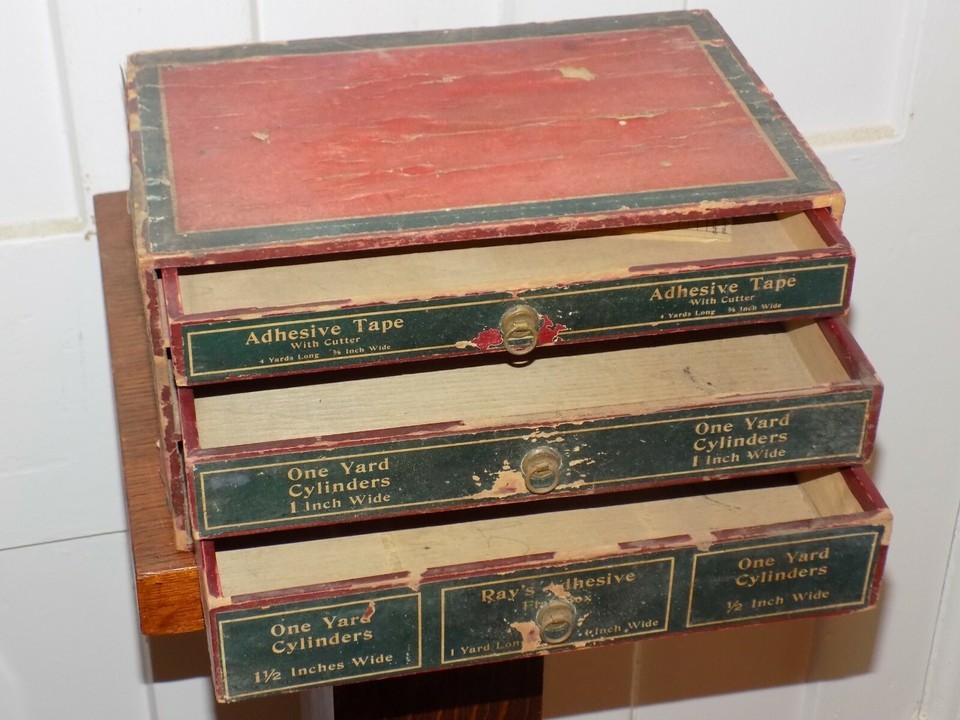 Adhesive Tape
With Cutter
4 Yards Long ⅜ Inch Wide
Adhesive Tape
With Cutter
4 Yards Long ⅜ Inch Wide
One Yard
Cylinders
1 Inch Wide
One Yard
Cylinders
1 Inch Wide
One Yard
Cylinders
1½ Inches Wide
Ray's Adhesive
1 Yard Inch Wide
One Yard
Cylinders
½ Inch Wide